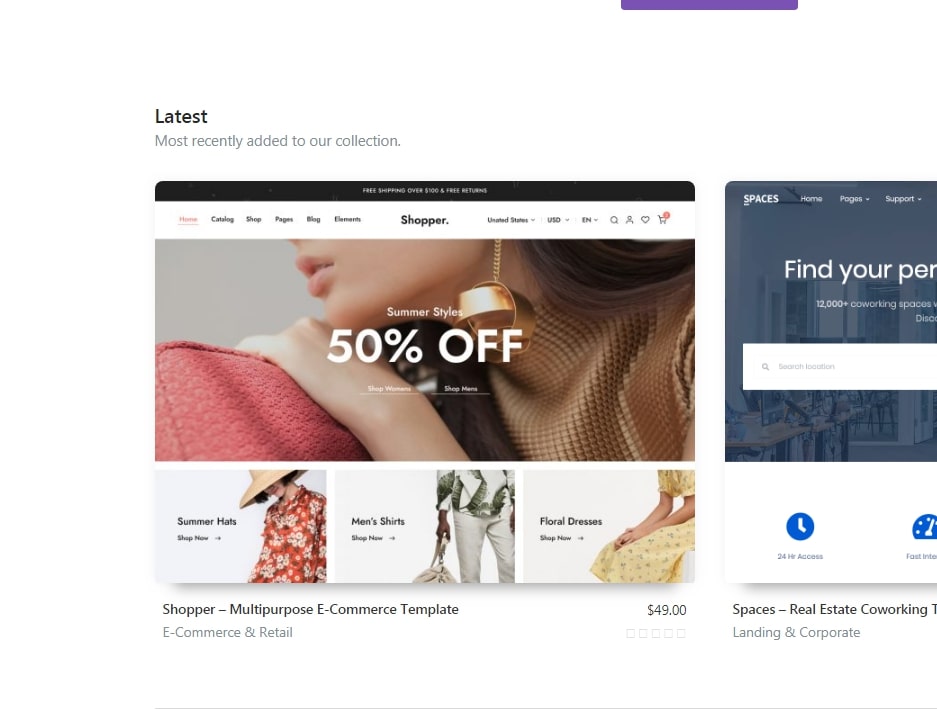 Latest
Most recently added to our collection.
FREE SHIPPING OVER $100 & FREE RETURNS
Home Catalog Shop Pages Blog Elements Shopper. Unated States USD EN
Summer Styles
50% OFF
Shop Womens Shop Mens
Summer Hats
Shop Now →
Men's Shirts
Shop Now →
Floral Dresses
Shop Now →
Shopper – Multipurpose E-Commerce Template $49.00
E-Commerce & Retail
SPACES Home Pages Support
Find your per
12,000+ coworking spaces
Disco
Search location
24 Hr Access
Fast Inte
Spaces – Real Estate Coworking T
Landing & Corporate